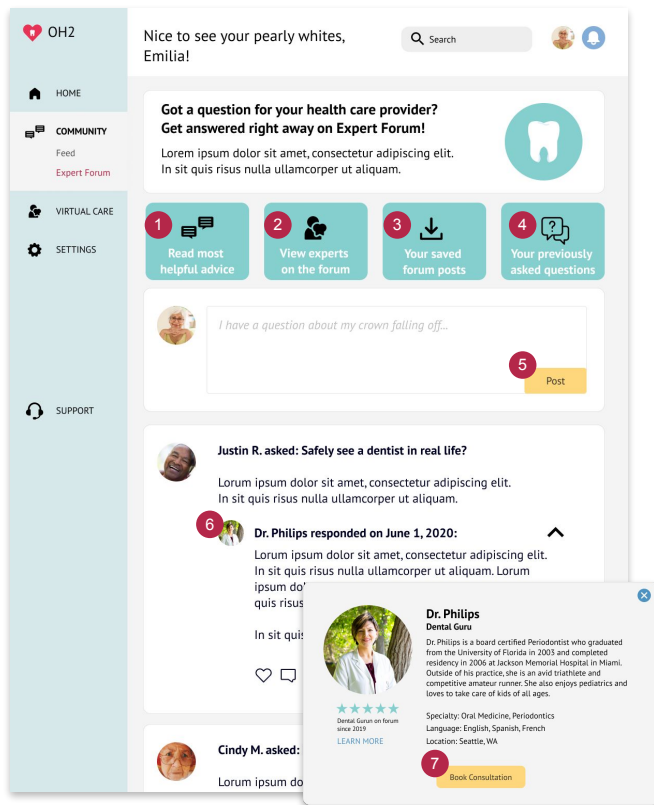 OH2
Nice to see your pearly whites,
Emilia!
Search
HOME
COMMUNITY
Feed
Expert Forum
VIRTUAL CARE
SETTINGS
SUPPORT
Got a question for your health care provider?
Get answered right away on Expert Forum!
Lorem ipsum dolor sit amet, consectetur adipiscing elit.
In sit quis risus nulla ullamcorper ut aliquam.
1
Read most
helpful advice
2
View experts
on the forum
3
Your saved
forum posts
4
Your previously
asked questions
I have a question about my crown falling off...
5
Post
Justin R. asked: Safely see a dentist in real life?
Lorum ipsum dolor sit amet, consectetur adipiscing elit.
In sit quis risus nulla ullamcorper ut aliquam.
6
Dr. Philips responded on June 1, 2020:
Lorum ipsum dolor sit amet, consectetur adipiscing elit.
In sit quis risus nulla ullamcorper ut aliquam. Lorum
ipsum do
quis risus
In sit quis
Cindy M. asked:
Lorum ipsum do
Dr. Philips
Dental Guru
Dr. Philips is a board certified Periodontist who graduated
from the University of Florida in 2003 and completed
residency in 2006 at Jackson Memorial Hospital in Miami.
Outside of his practice, she is an avid triathlete and
competitive amateur runner. She also enjoys pediatrics and
loves to take care of kids of all ages.
Dental Gurun on forum
since 2019
LEARN MORE
Specialty: Oral Medicine, Periodontics
Language: English, Spanish, French
Location: Seattle, WA
7
Book Consultation